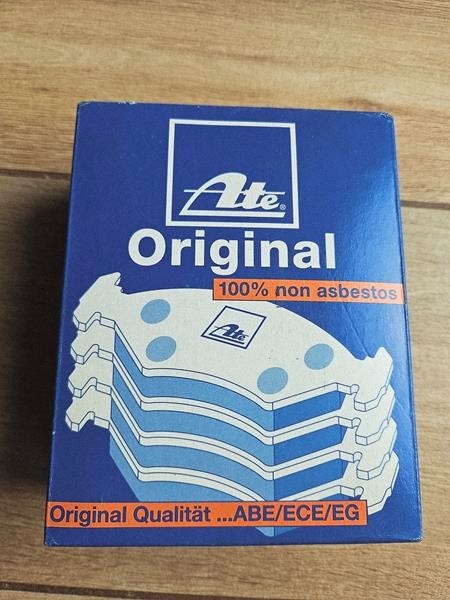 Ate®
Original
100% non asbestos
Ate
Original Qualität ...ABE/ECE/EG